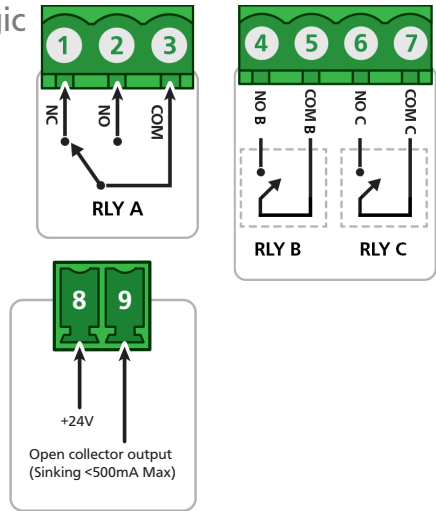 gic
1 2 3
NC NO COM
RLY A
4 5 6 7
NO B COM B NO C COM C
RLY B RLY C
8 9
+24V
Open collector output
(Sinking <500mA Max)